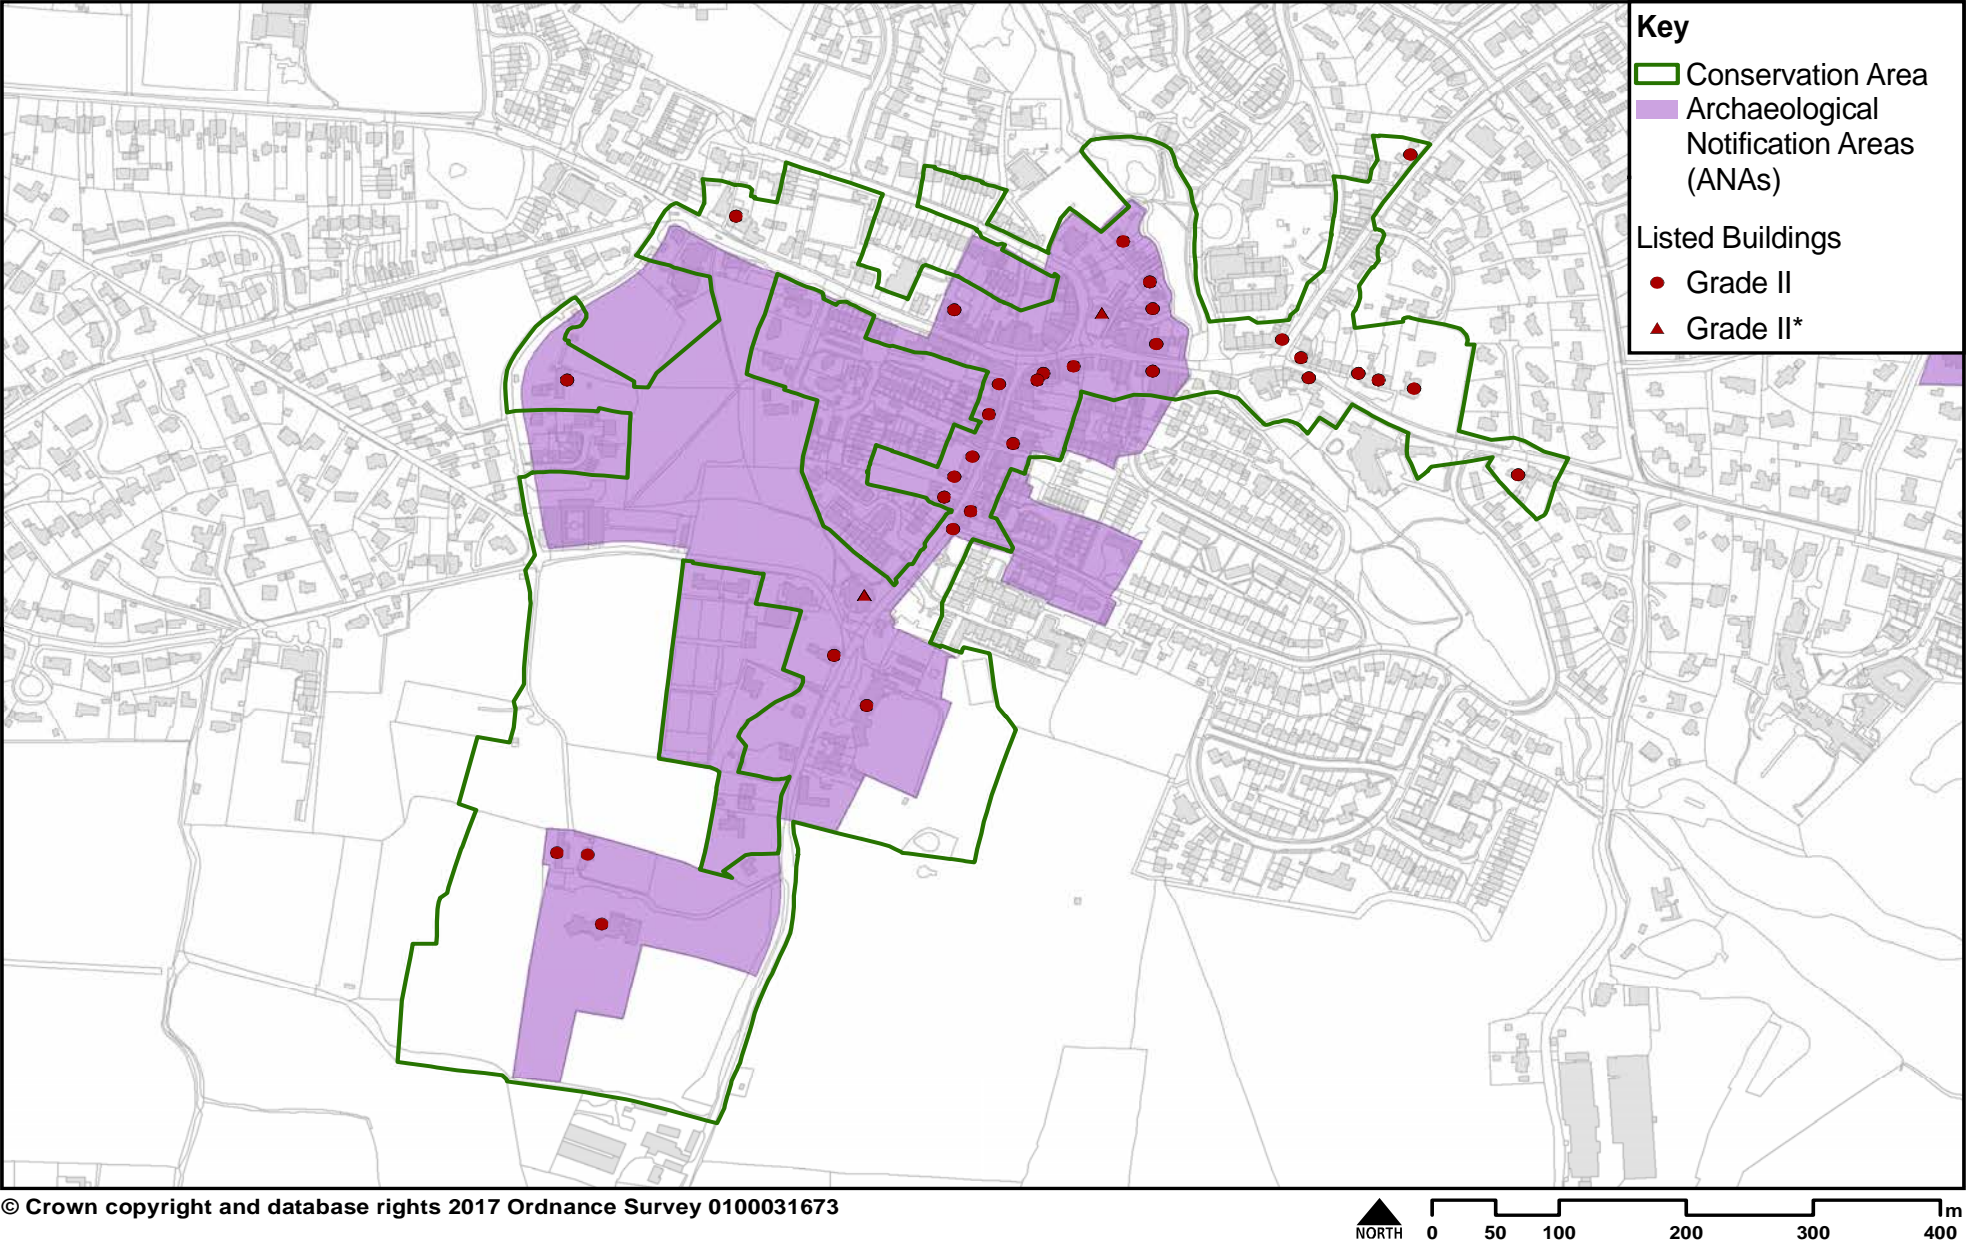 Key
Conservation Area
Archaeological
Notification Areas
(ANAs)
Listed Buildings
Grade II
Grade II*
© Crown copyright and database rights 2017 Ordnance Survey 0100031673
NORTH
0 50 100 200 300 400 m